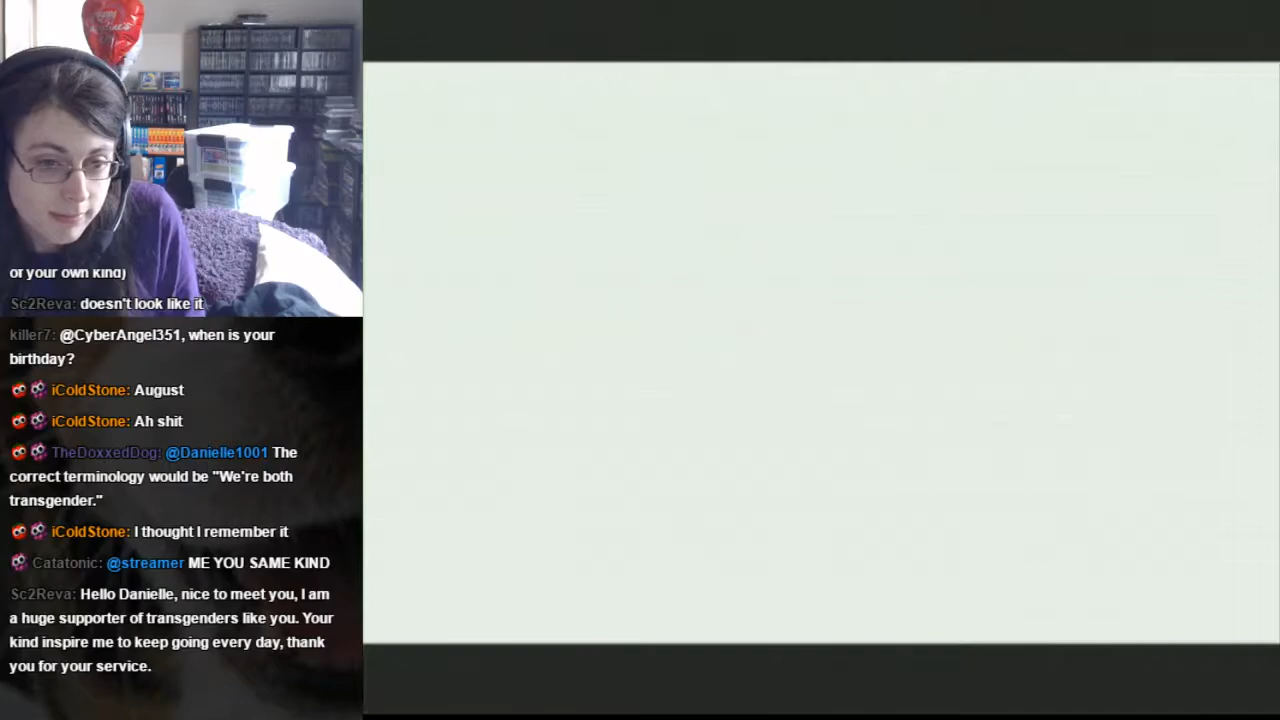 of your own kind)
Sc2Reva: doesn't look like it
killer7: @CyberAngel351, when is your
birthday?
iColdStone: August
iColdStone: Ah shit
TheDoxxedDog: @Danielle1001 The
correct terminology would be "We're both
transgender."
iColdStone: I thought I remember it
Catatonic: @streamer ME YOU SAME KIND
Sc2Reva: Hello Danielle, nice to meet you, I am
a huge supporter of transgenders like you. Your
kind inspire me to keep going every day, thank
you for your service.